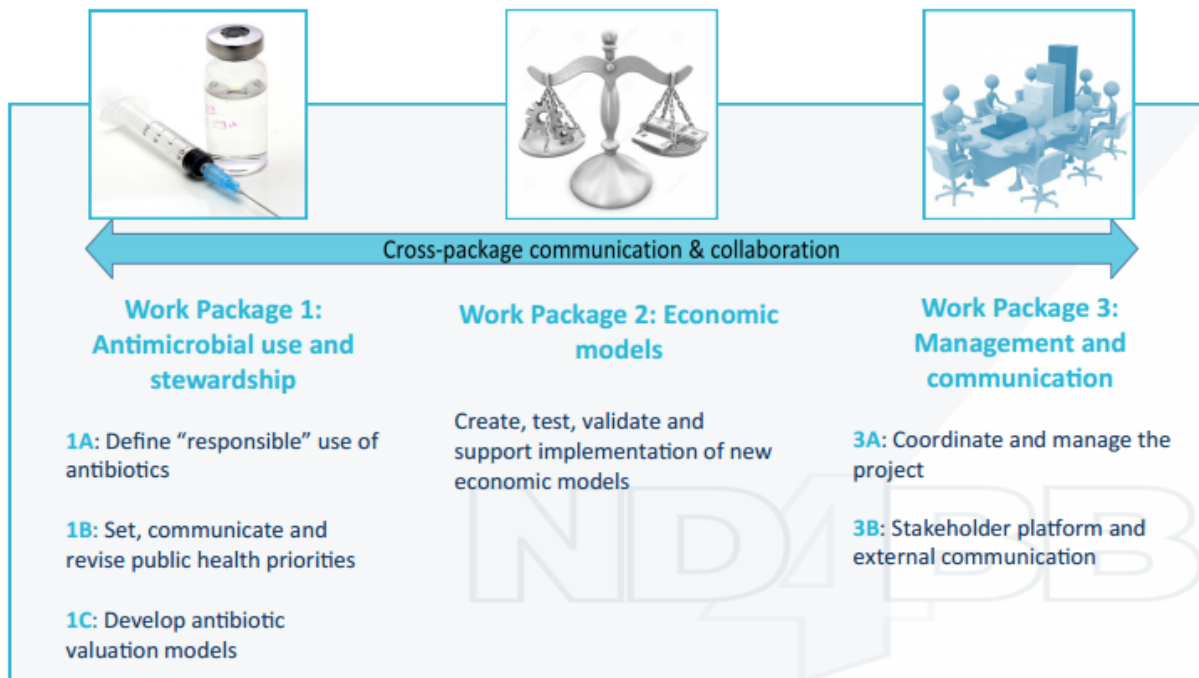 Cross-package communication & collaboration
Work Package 1:
Antimicrobial use and
stewardship
1A: Define “responsible” use of
antibiotics
1B: Set, communicate and
revise public health priorities
1C: Develop antibiotic
valuation models
Work Package 2: Economic
models
Create, test, validate and
support implementation of new
economic models
Work Package 3:
Management and
communication
3A: Coordinate and manage the
project
3B: Stakeholder platform and
external communication
ND4BB